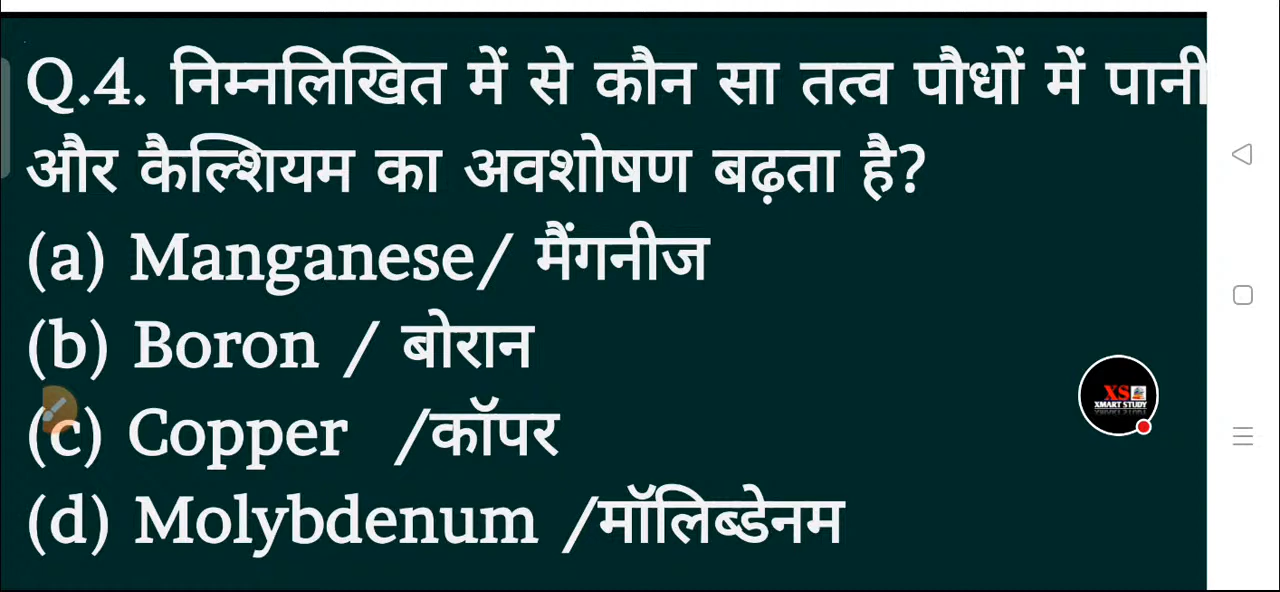 Q.4. निम्नलिखित में से कौन सा तत्व पौधों में पानी
और कैल्शियम का अवशोषण बढ़ता है?
(a) Manganese/ मैंगनीज
(b) Boron / बोरान
(c) Copper /कॉपर
(d) Molybdenum /मॉलिब्डेनम
XS
XMART STUDY